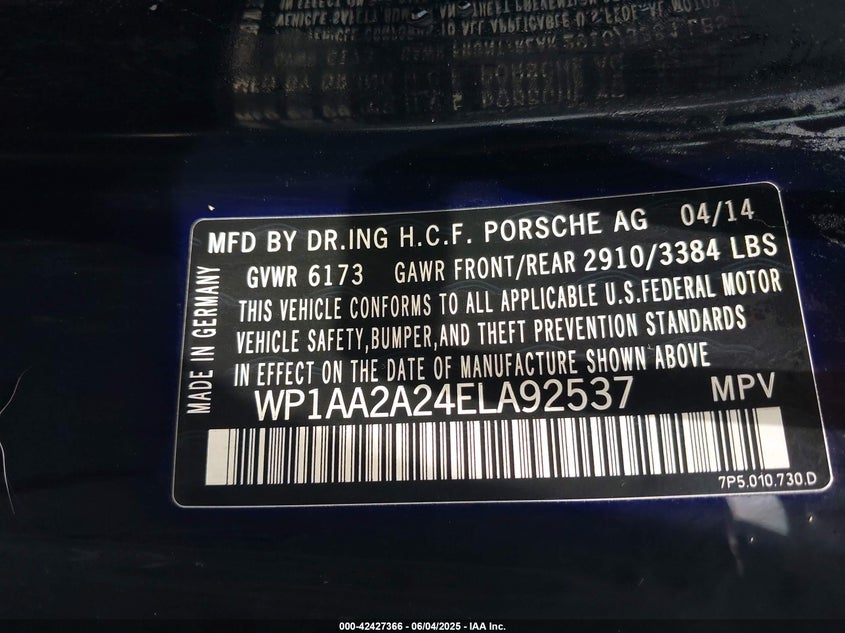 MFD BY DR.ING H.C.F. PORSCHE AG 04/14
GVWR 6173 GAWR FRONT/REAR 2910/3384 LBS
THIS VEHICLE CONFORMS TO ALL APPLICABLE U.S.FEDERAL MOTOR
VEHICLE SAFETY,BUMPER,AND THEFT PREVENTION STANDARDS
IN EFFECT ON THE DATE OF MANUFACTURE SHOWN ABOVE
WP1AA2A24ELA92537 MPV
MADE IN GERMANY
7P5.010.730.D
000-42427366 - 06/04/2025 - IAA Inc.